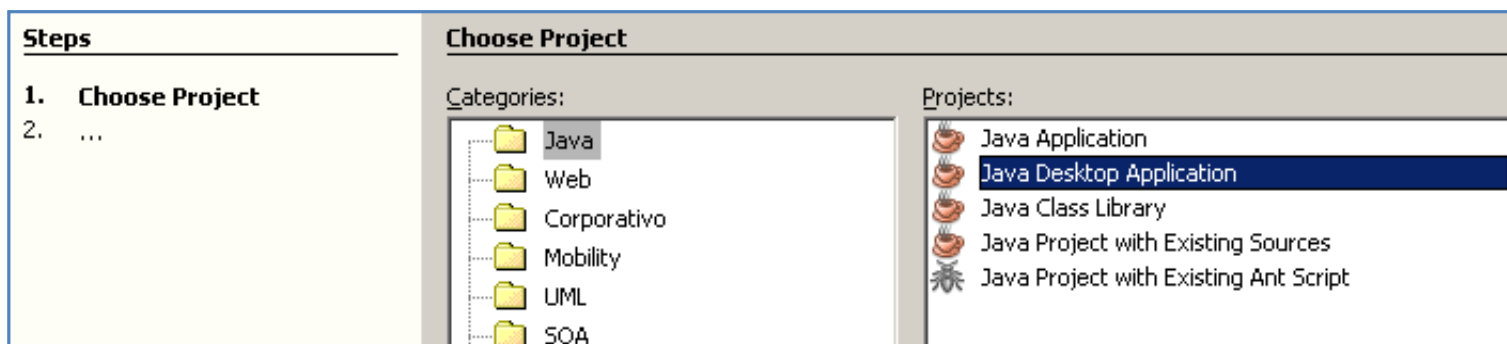 Steps
1. Choose Project
2. ...
Choose Project
Categories:
Java
Web
Corporativo
Mobility
UML
SOA
Projects:
Java Application
Java Desktop Application
Java Class Library
Java Project with Existing Sources
Java Project with Existing Ant Script